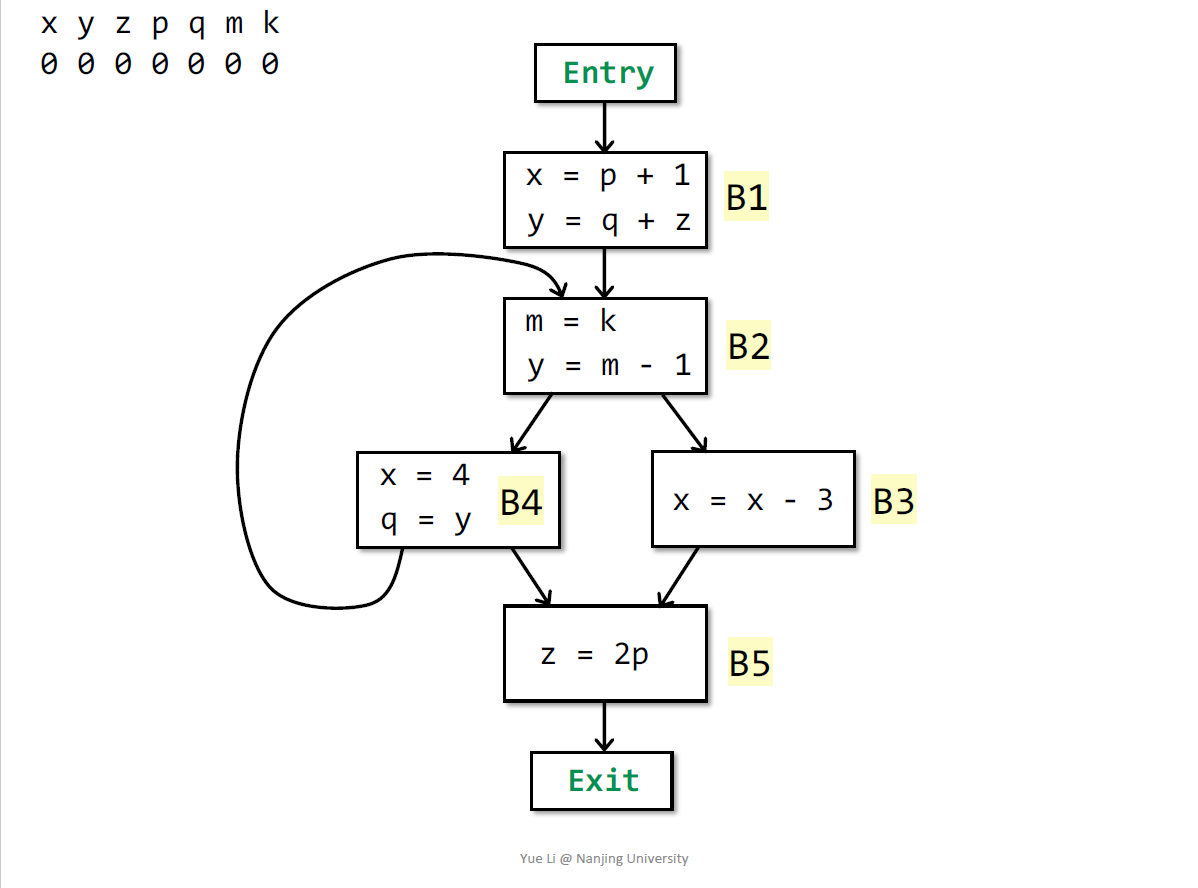 x y z p q m k
0 0 0 0 0 0 0
Entry
x = p + 1
y = q + z
B1
m = k
y = m - 1
B2
x = 4
q = y
B4
x = x - 3
B3
z = 2p
B5
Exit
Yue Li @ Nanjing University